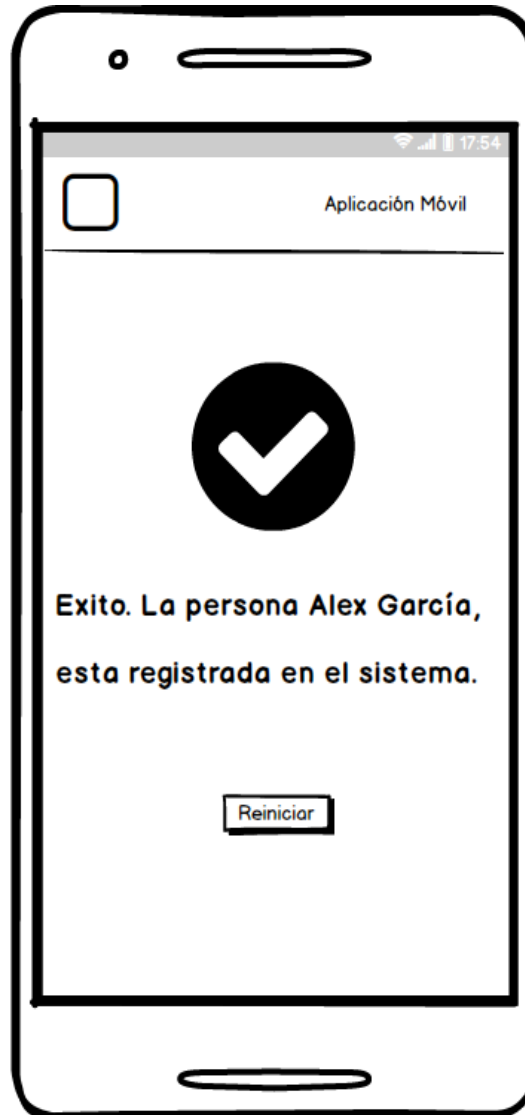 17:54
Aplicación Móvil
Exito. La persona Alex García,
esta registrada en el sistema.
Reiniciar